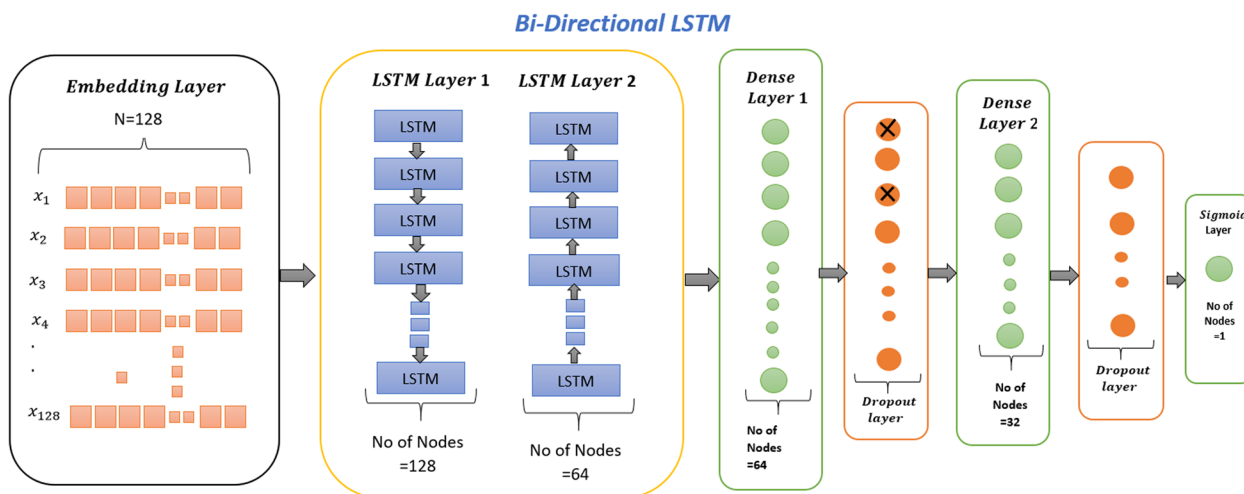 Bi-Directional LSTM
Embedding Layer
N=128
x1
x2
x3
x4
.
.
x128
LSTM Layer 1
LSTM
LSTM
LSTM
LSTM
LSTM
No of Nodes
=128
LSTM Layer 2
LSTM
LSTM
LSTM
LSTM
LSTM
No of Nodes
=64
Dense
Layer 1
No of
Nodes
=64
Dropout
layer
Dense
Layer 2
No of
Nodes
=32
Dropout
layer
Sigmoid
Layer
No of
Nodes
=1